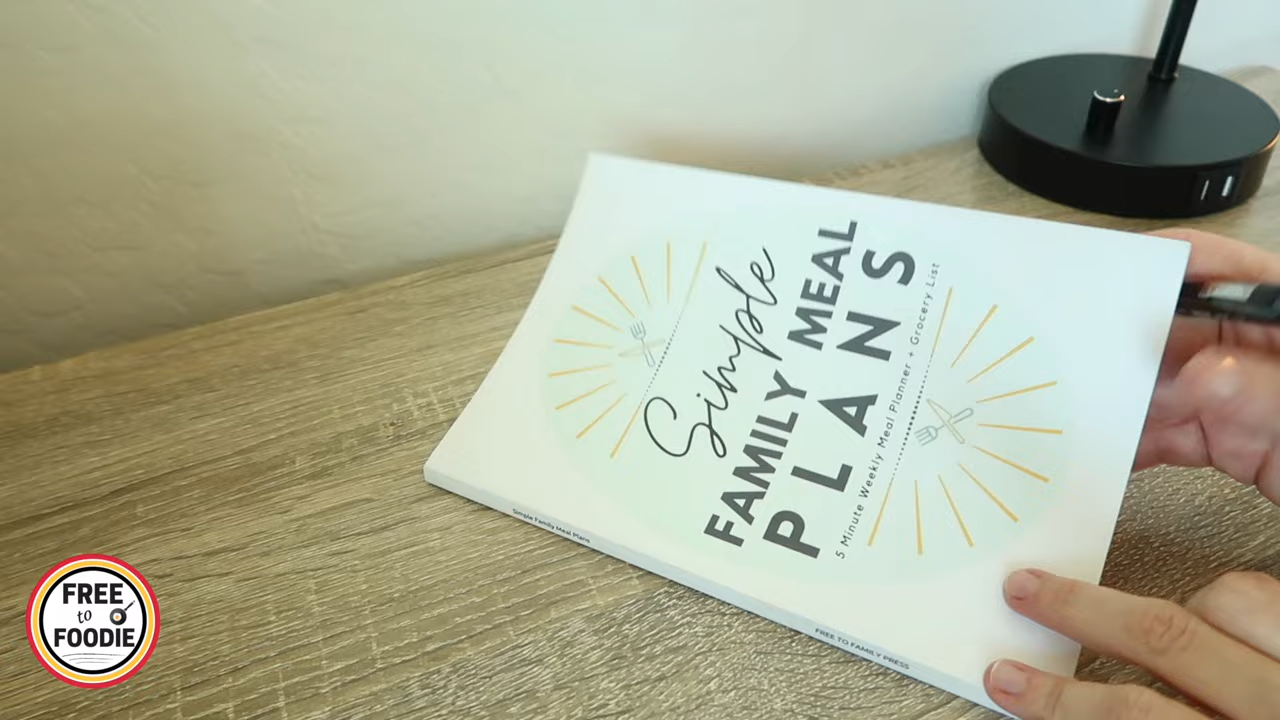 Simple
FAMILY MEAL
PLANS
5 Minute Weekly Meal Planner + Grocery List
Simple Family Meal Plans
FREE TO FAMILY PRESS
FREE
to
FOODIE